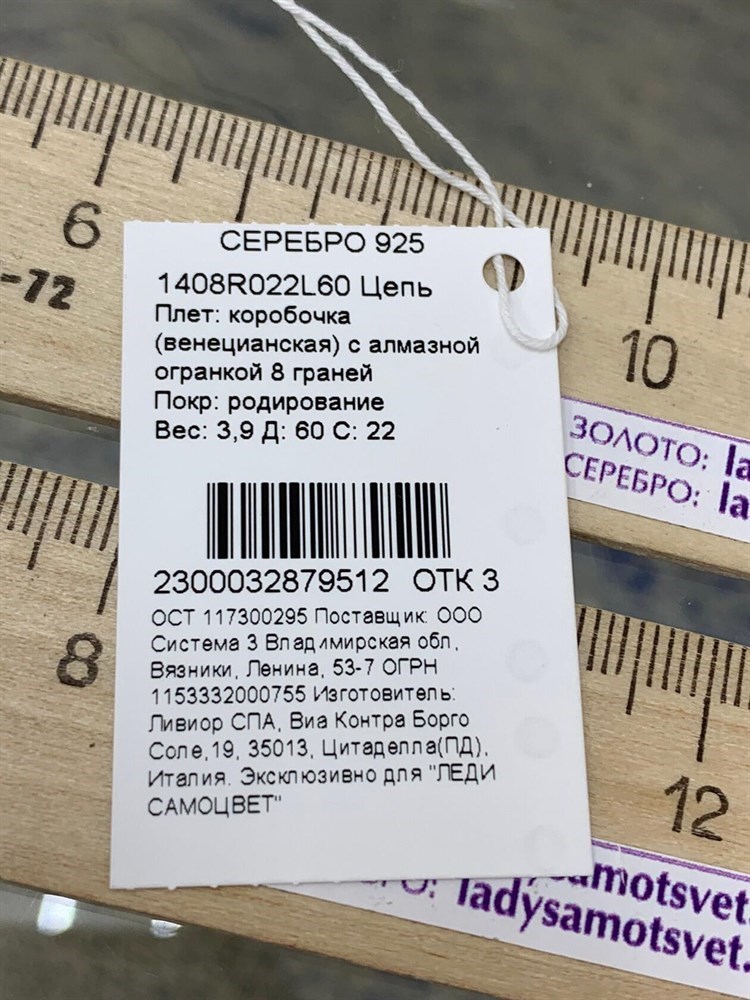 6
-72
СЕРЕБРО 925
1408R022L60 Цепь
Плет: коробочка
(венецианская) с алмазной
огранкой 8 граней
Покр: родирование
Вес: 3,9 Д: 60 С: 22
2300032879512 ОТК 3
ОСТ 117300295 Поставщик: ООО
Система 3 Владимирская обл,
Вязники, Ленина, 53-7 ОГРН
1153332000755 Изготовитель:
Ливиор СПА, Виа Контра Борго
Соле,19, 35013, Цитаделла(ПД),
Италия. Эксклюзивно для "ЛЕДИ
САМОЦВЕТ"
10
ЗОЛОТО: la
СЕРЕБРО: la
8
12
samotsvet.
ladysamotsvet.